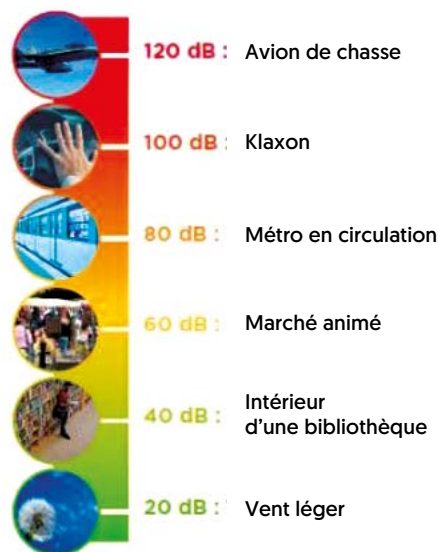 120 dB : Avion de chasse
100 dB : Klaxon
80 dB : Métro en circulation
60 dB : Marché animé
40 dB : Intérieur
d'une bibliothèque
20 dB : Vent léger